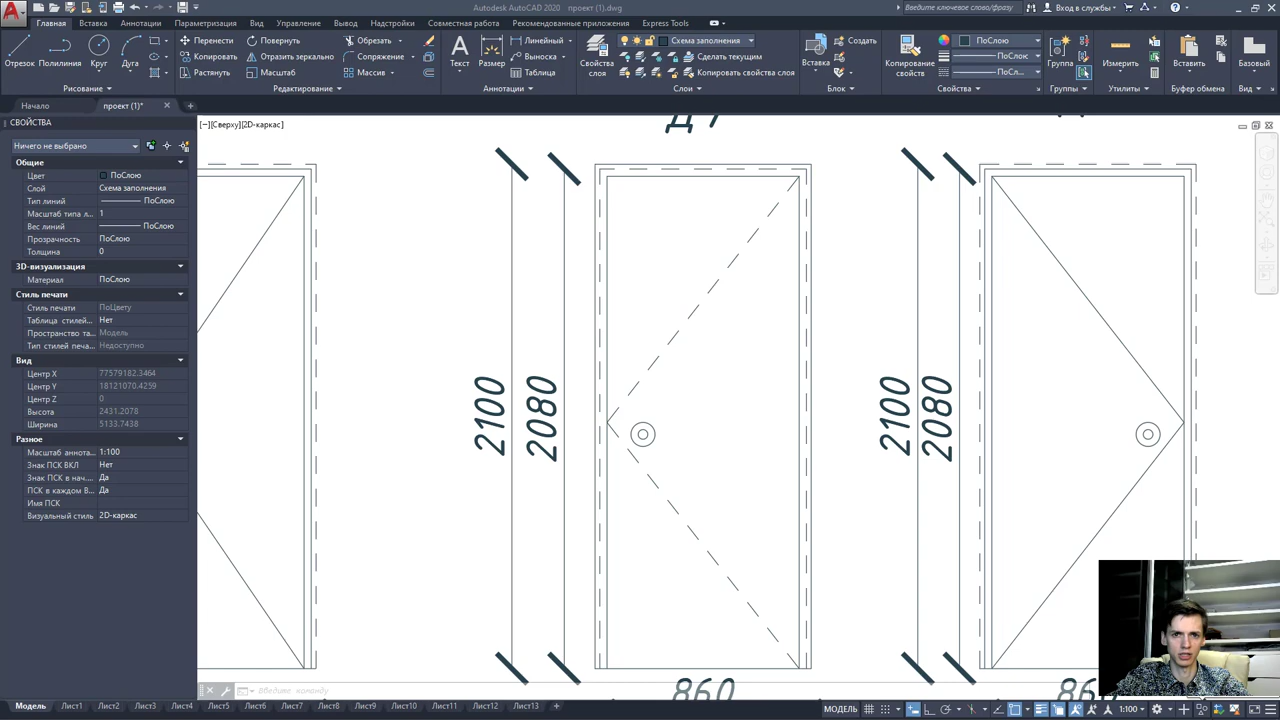 Autodesk AutoCAD 2020 проект (1).dwg
Введите ключевое слово/фразу
Вход в службы
Главная Вставка Аннотации Параметризация Вид Управление Вывод Надстройки Совместная работа Рекомендованные приложения Express Tools
Отрезок Полилиния Круг Дуга
Перенести Повернуть Обрезать
Копировать Отразить зеркально Сопряжение
Растянуть Масштаб Массив
Текст Размер
Линейный
Выноска
Таблица
Свойства слоя
Схема заполнения
Сделать текущим
Копировать свойства слоя
Вставка
Создать
Редактировать
Копирование свойств
ПоСлою
ПоСлою
ПоСл...
Группа Измерить Вставить Базовый
Рисование Редактирование Аннотации Слои Блок Свойства Группы Утилиты Буфер обмена Вид
Начало проект (1)*
СВОЙСТВА
[−][Сверху][2D-каркас]
Ничего не выбрано
Общие
Цвет ПоСлою
Слой Схема заполнения
Тип линий ПоСлою
Масштаб типа л... 1
Вес линий ПоСлою
Прозрачность ПоСлою
Толщина 0
3D-визуализация
Материал ПоСлою
Стиль печати
Стиль печати ПоЦвету
Таблица стилей... Нет
Пространство та... Модель
Тип стилей печа... Недоступно
Вид
Центр X 77579182.3464
Центр Y 18121070.4259
Центр Z 0
Высота 2431.2078
Ширина 5133.7438
Разное
Масштаб аннота... 1:100
Знак ПСК ВКЛ Нет
Знак ПСК в нач.... Да
ПСК в каждом В... Да
Имя ПСК
Визуальный стиль 2D-каркас
2100
2080
2100
2080
860
860
Введите команду
Модель Лист1 Лист2 Лист3 Лист4 Лист5 Лист6 Лист7 Лист8 Лист9 Лист10 Лист11 Лист12 Лист13 +
МОДЕЛЬ
1:100